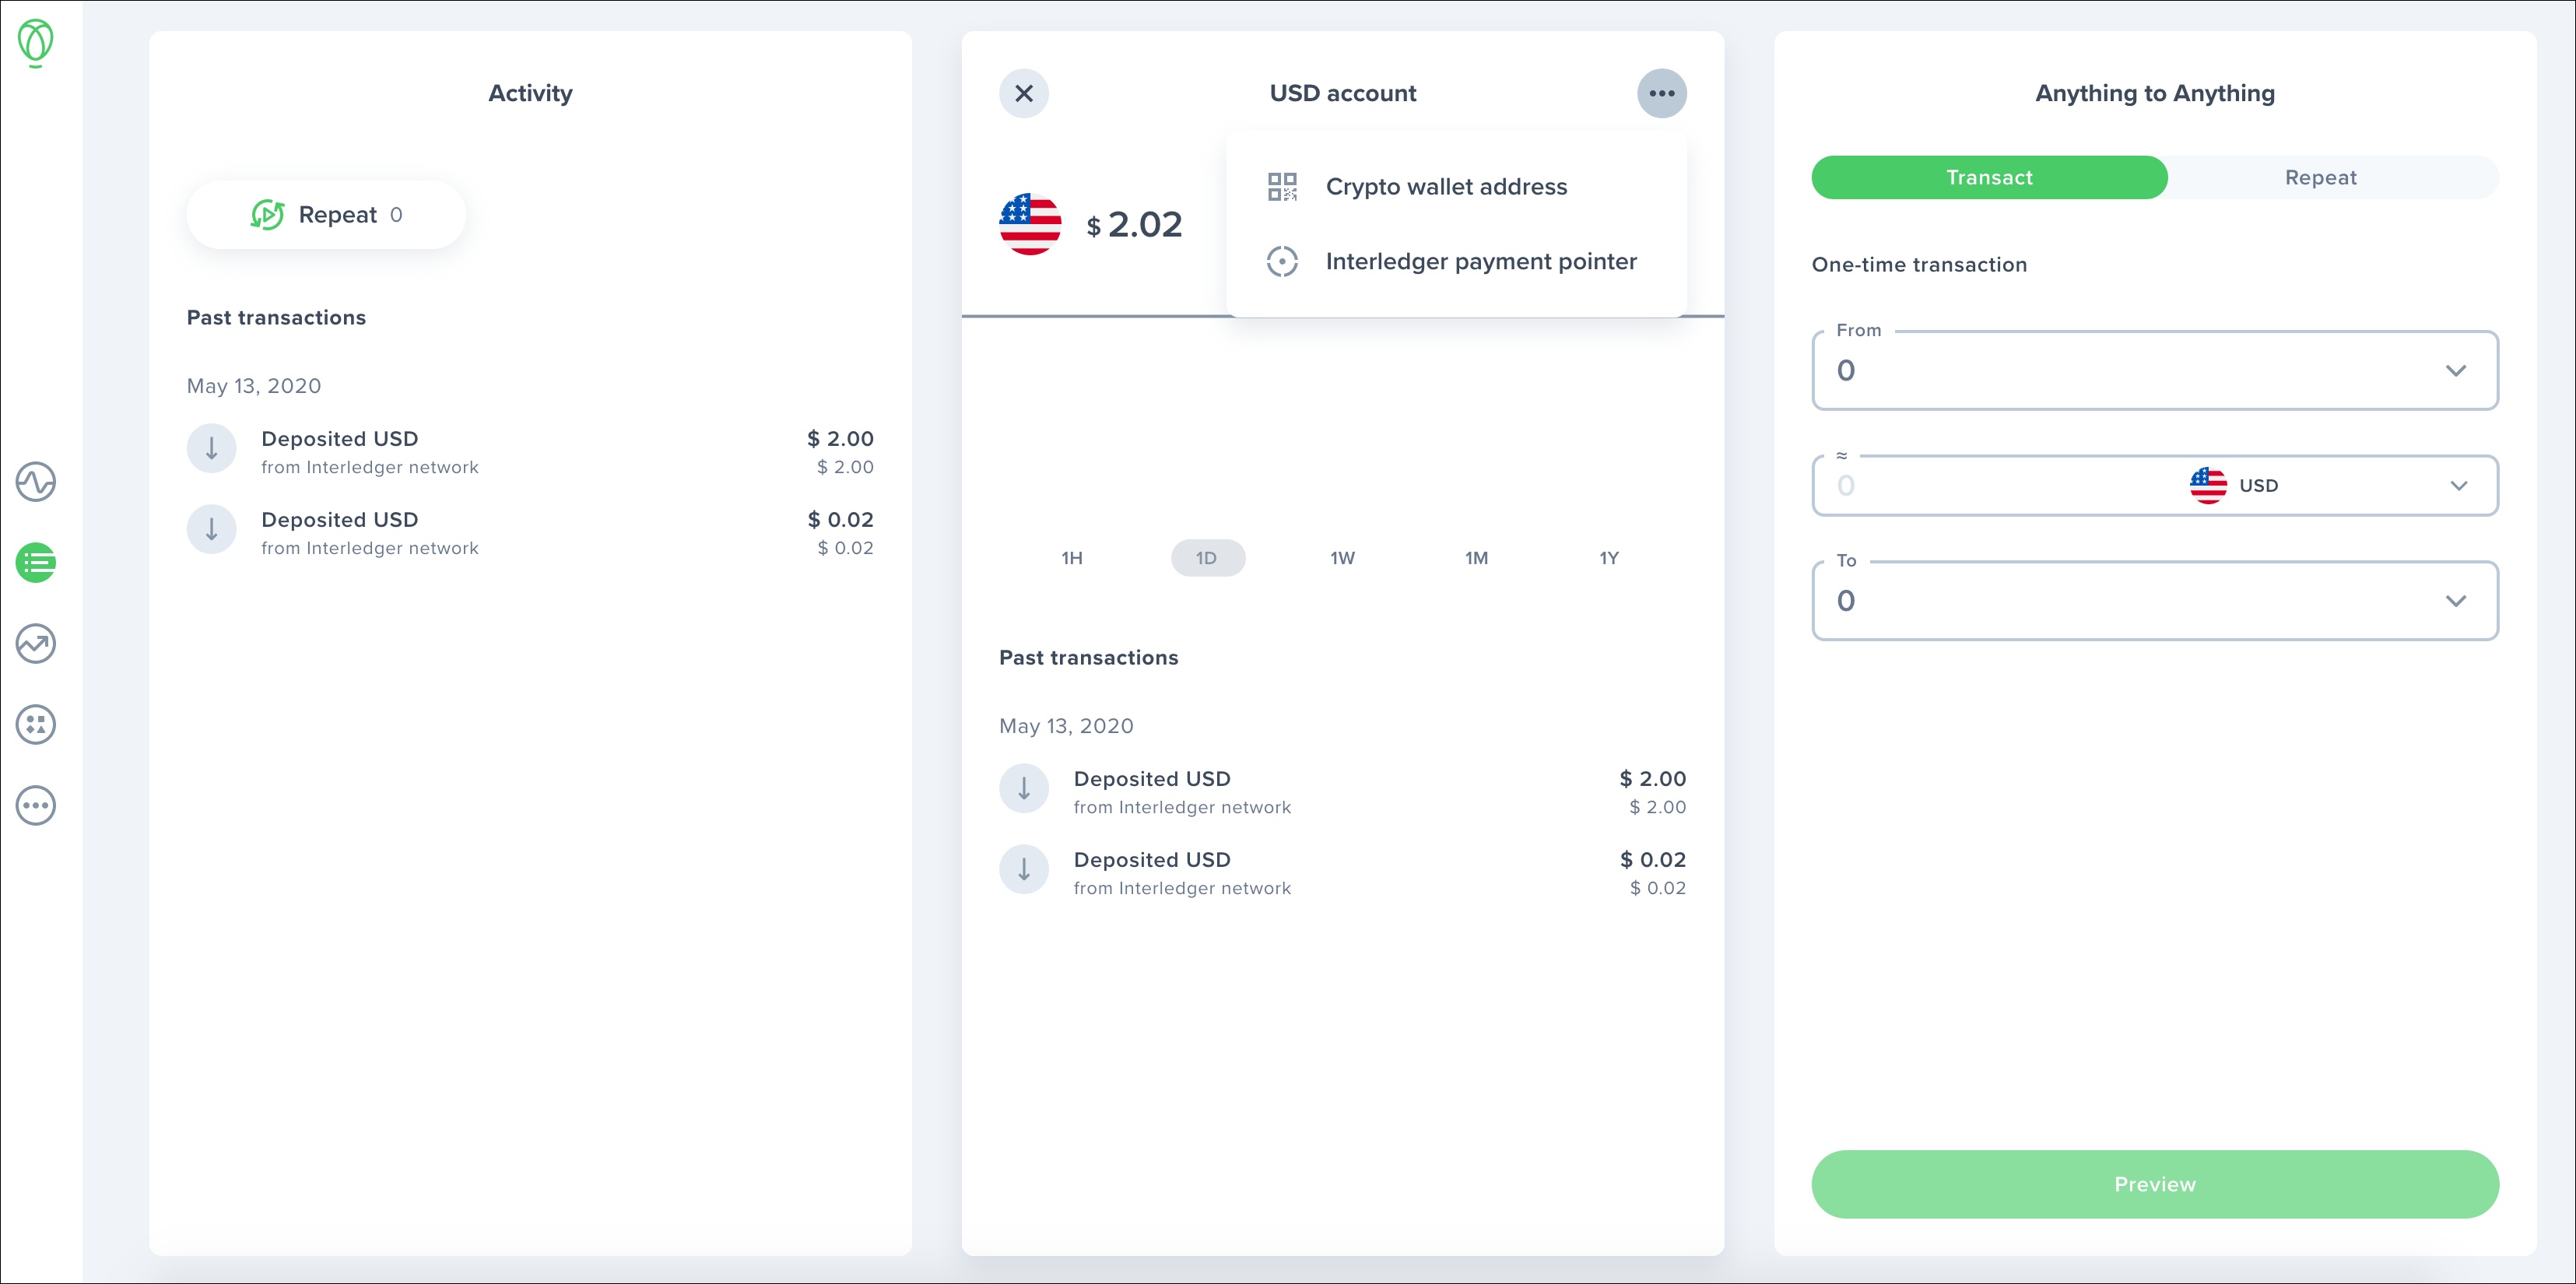 Activity
Repeat 0
Past transactions
May 13, 2020
Deposited USD $ 2.00
from Interledger network $ 2.00
Deposited USD $ 0.02
from Interledger network $ 0.02
USD account
Crypto wallet address
$ 2.02
Interledger payment pointer
1H 1D 1W 1M 1Y
Past transactions
May 13, 2020
Deposited USD $ 2.00
from Interledger network $ 2.00
Deposited USD $ 0.02
from Interledger network $ 0.02
Anything to Anything
Transact Repeat
One-time transaction
From
0
≈
0 USD
To
0
Preview